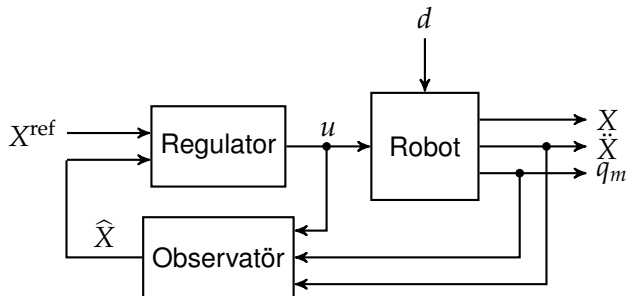 d
X^ref
Regulator
u
Robot
X
Ẍ
q_m
X̂
Observatör